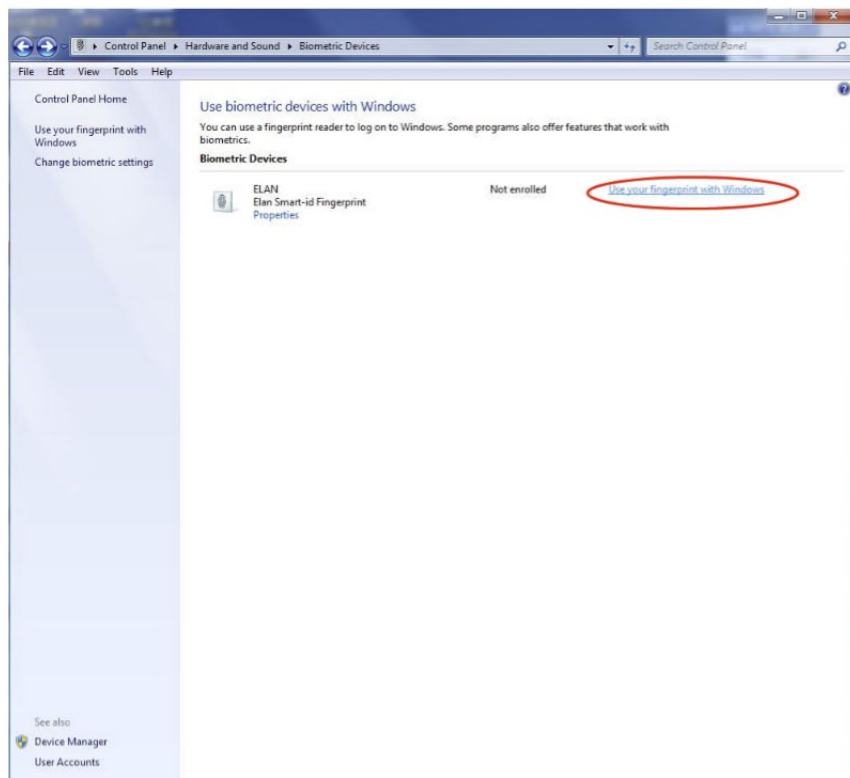 Control Panel ▸ Hardware and Sound ▸ Biometric Devices
Search Control Panel
File Edit View Tools Help
Control Panel Home
Use your fingerprint with
Windows
Change biometric settings
Use biometric devices with Windows
You can use a fingerprint reader to log on to Windows. Some programs also offer features that work with
biometrics.
Biometric Devices
ELAN Not enrolled Use your fingerprint with Windows
Elan Smart-id Fingerprint
Properties
See also
Device Manager
User Accounts